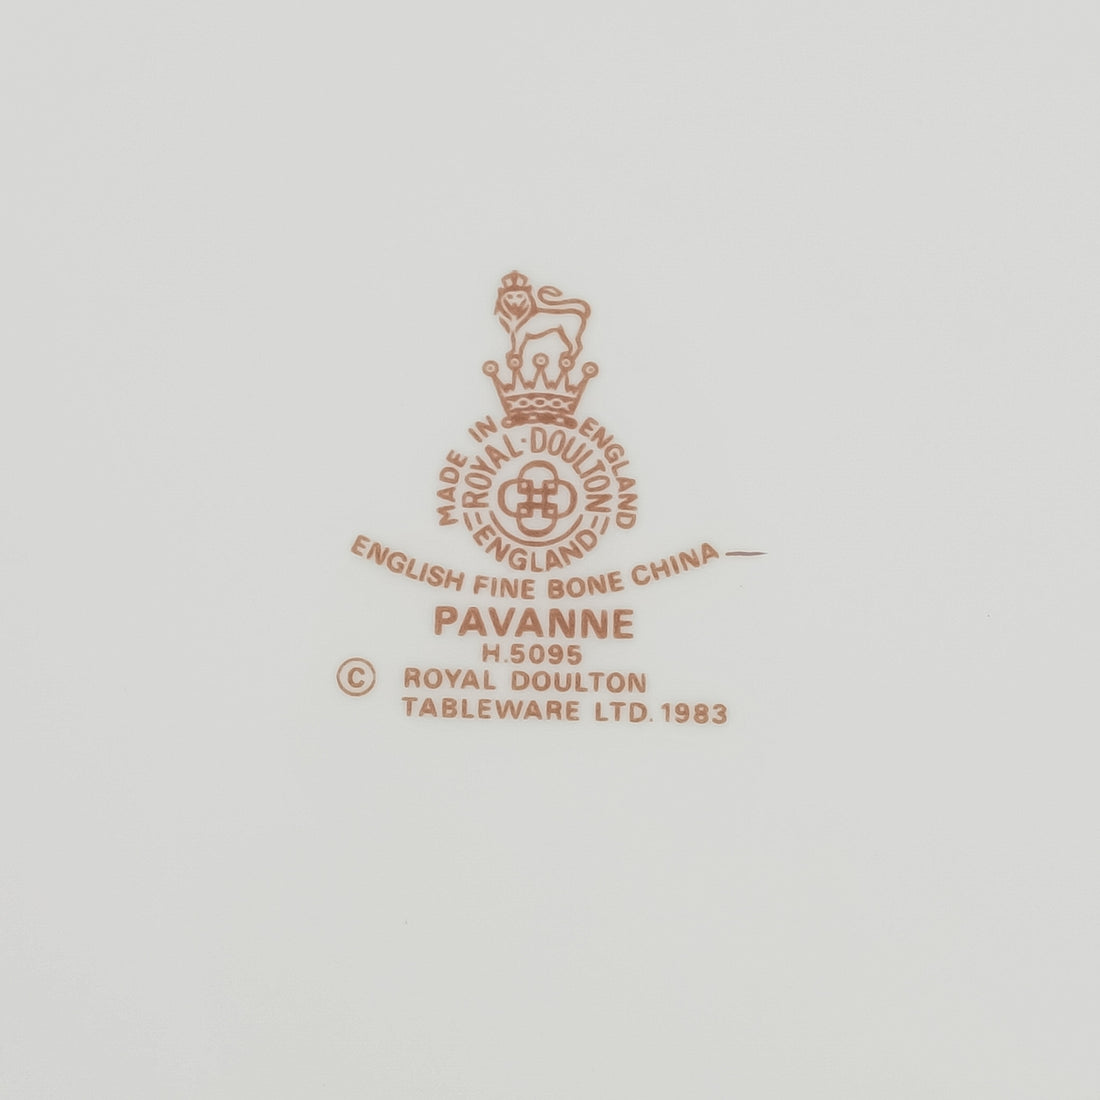 MADE IN ENGLAND
ROYAL·DOULTON
ENGLAND
ENGLISH FINE BONE CHINA
PAVANNE
H.5095
© ROYAL DOULTON
TABLEWARE LTD. 1983